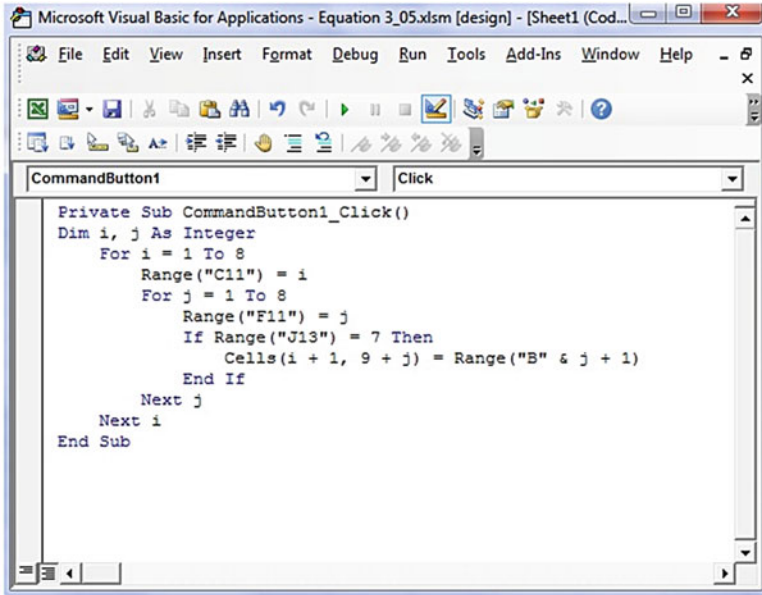 Microsoft Visual Basic for Applications - Equation 3_05.xlsm [design] - [Sheet1 (Cod...
File Edit View Insert Format Debug Run Tools Add-Ins Window Help
CommandButton1 Click
Private Sub CommandButton1_Click()
Dim i, j As Integer
For i = 1 To 8
Range("C11") = i
For j = 1 To 8
Range("F11") = j
If Range("J13") = 7 Then
Cells(i + 1, 9 + j) = Range("B" & j + 1)
End If
Next j
Next i
End Sub